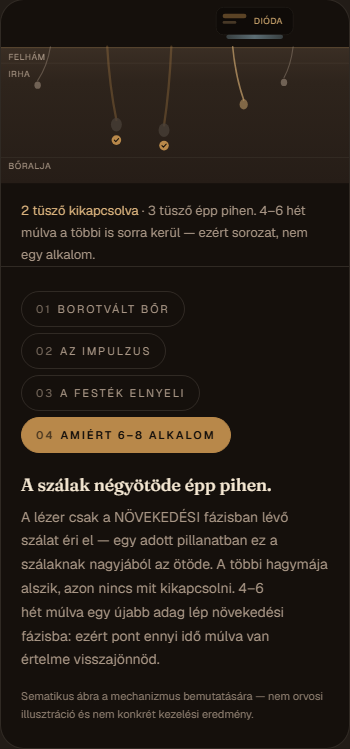 DIÓDA
FELHÁM
IRHA
BŐRALJA
2 tüsző kikapcsolva · 3 tüsző épp pihen. 4–6 hét
múlva a többi is sorra kerül — ezért sorozat, nem
egy alkalom.
01 BOROTVÁLT BŐR
02 AZ IMPULZUS
03 A FESTÉK ELNYELI
04 AMIÉRT 6–8 ALKALOM
A szálak négyötöde épp pihen.
A lézer csak a NÖVEKEDÉSI fázisban lévő
szálat éri el — egy adott pillanatban ez a
szálaknak nagyjából az ötöde. A többi hagymája
alszik, azon nincs mit kikapcsolni. 4–6
hét múlva egy újabb adag lép növekedési
fázisba: ezért pont ennyi idő múlva van
értelme visszajönnöd.
Sematikus ábra a mechanizmus bemutatására — nem orvosi
illusztráció és nem konkrét kezelési eredmény.